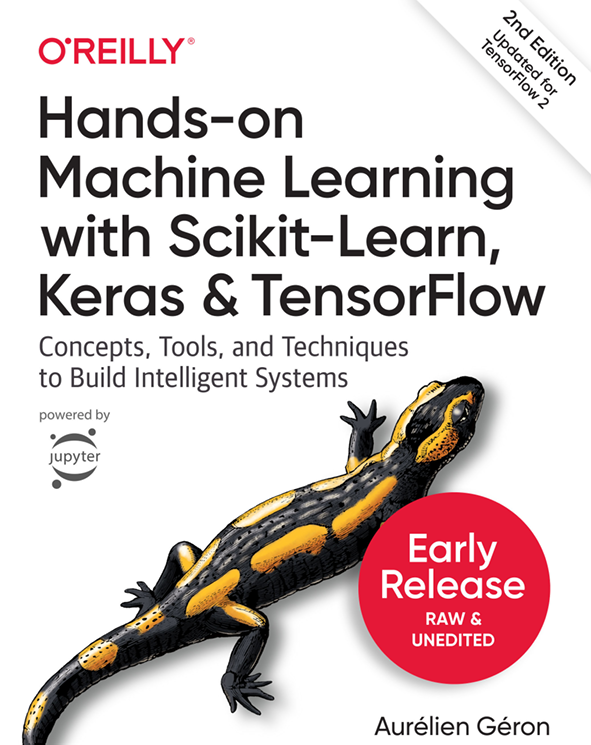 O'REILLY®
2nd Edition
Updated for
TensorFlow 2
Hands-on
Machine Learning
with Scikit-Learn,
Keras & TensorFlow
Concepts, Tools, and Techniques
to Build Intelligent Systems
powered by
jupyter
Early
Release
RAW &
UNEDITED
Aurélien Géron